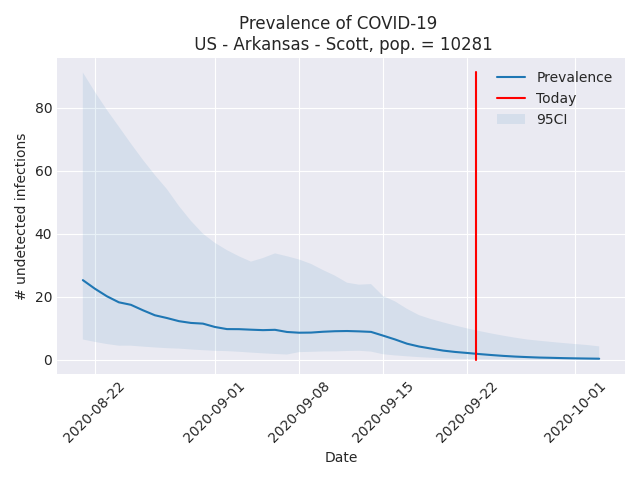 Prevalence of COVID-19
US - Arkansas - Scott, pop. = 10281
Prevalence
Today
95CI
# undetected infections
80
60
40
20
0
2020-08-22
2020-09-01
2020-09-08
2020-09-15
2020-09-22
2020-10-01
Date